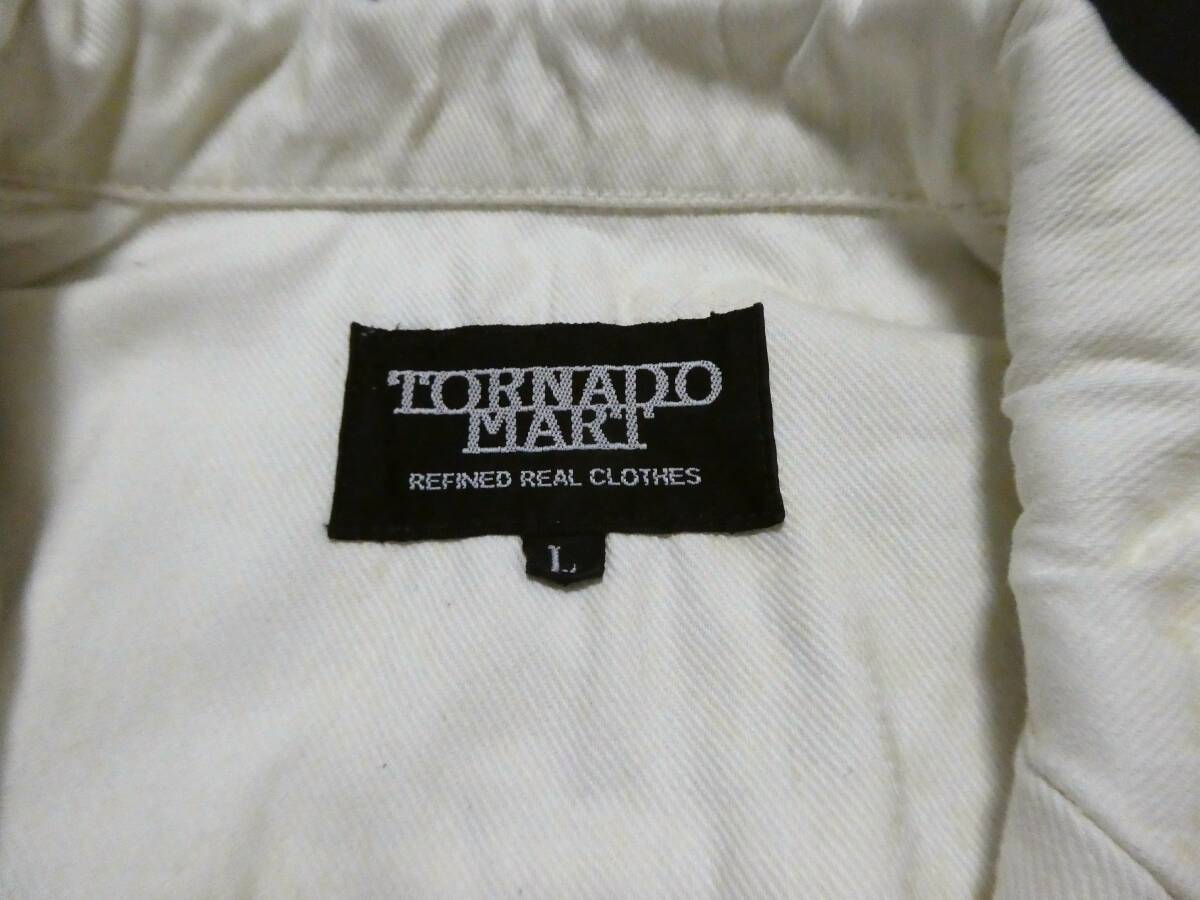 TORNADO
MART
REFINED REAL CLOTHES
L